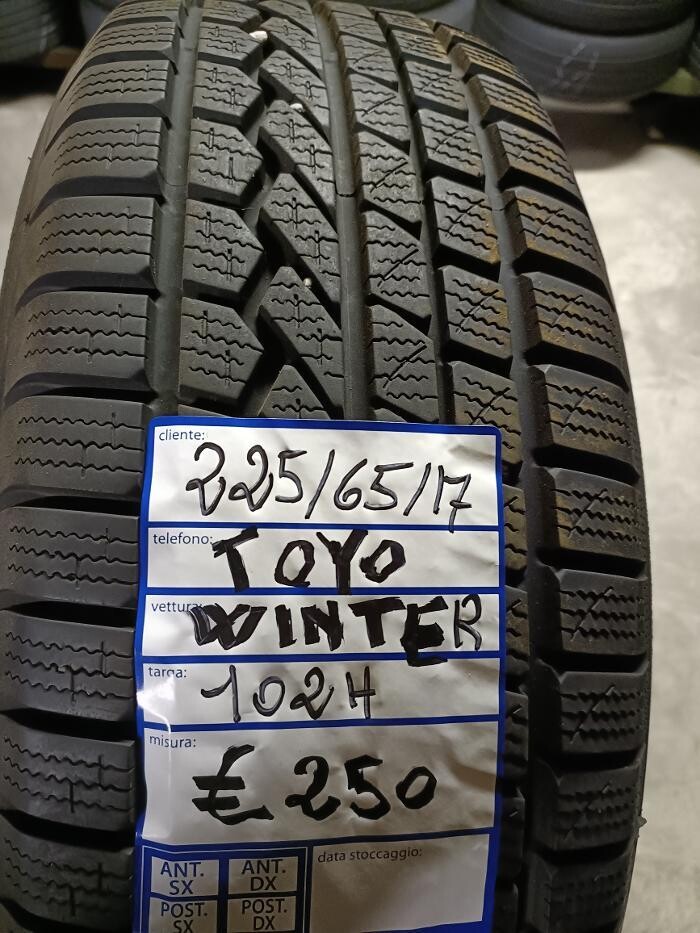 cliente:
225/65/17
telefono:
TOYO
vettura:
WINTER
targa:
102H
misura:
€ 250
ANT. SX
ANT. DX
data stoccaggio:
POST. SX
POST. DX